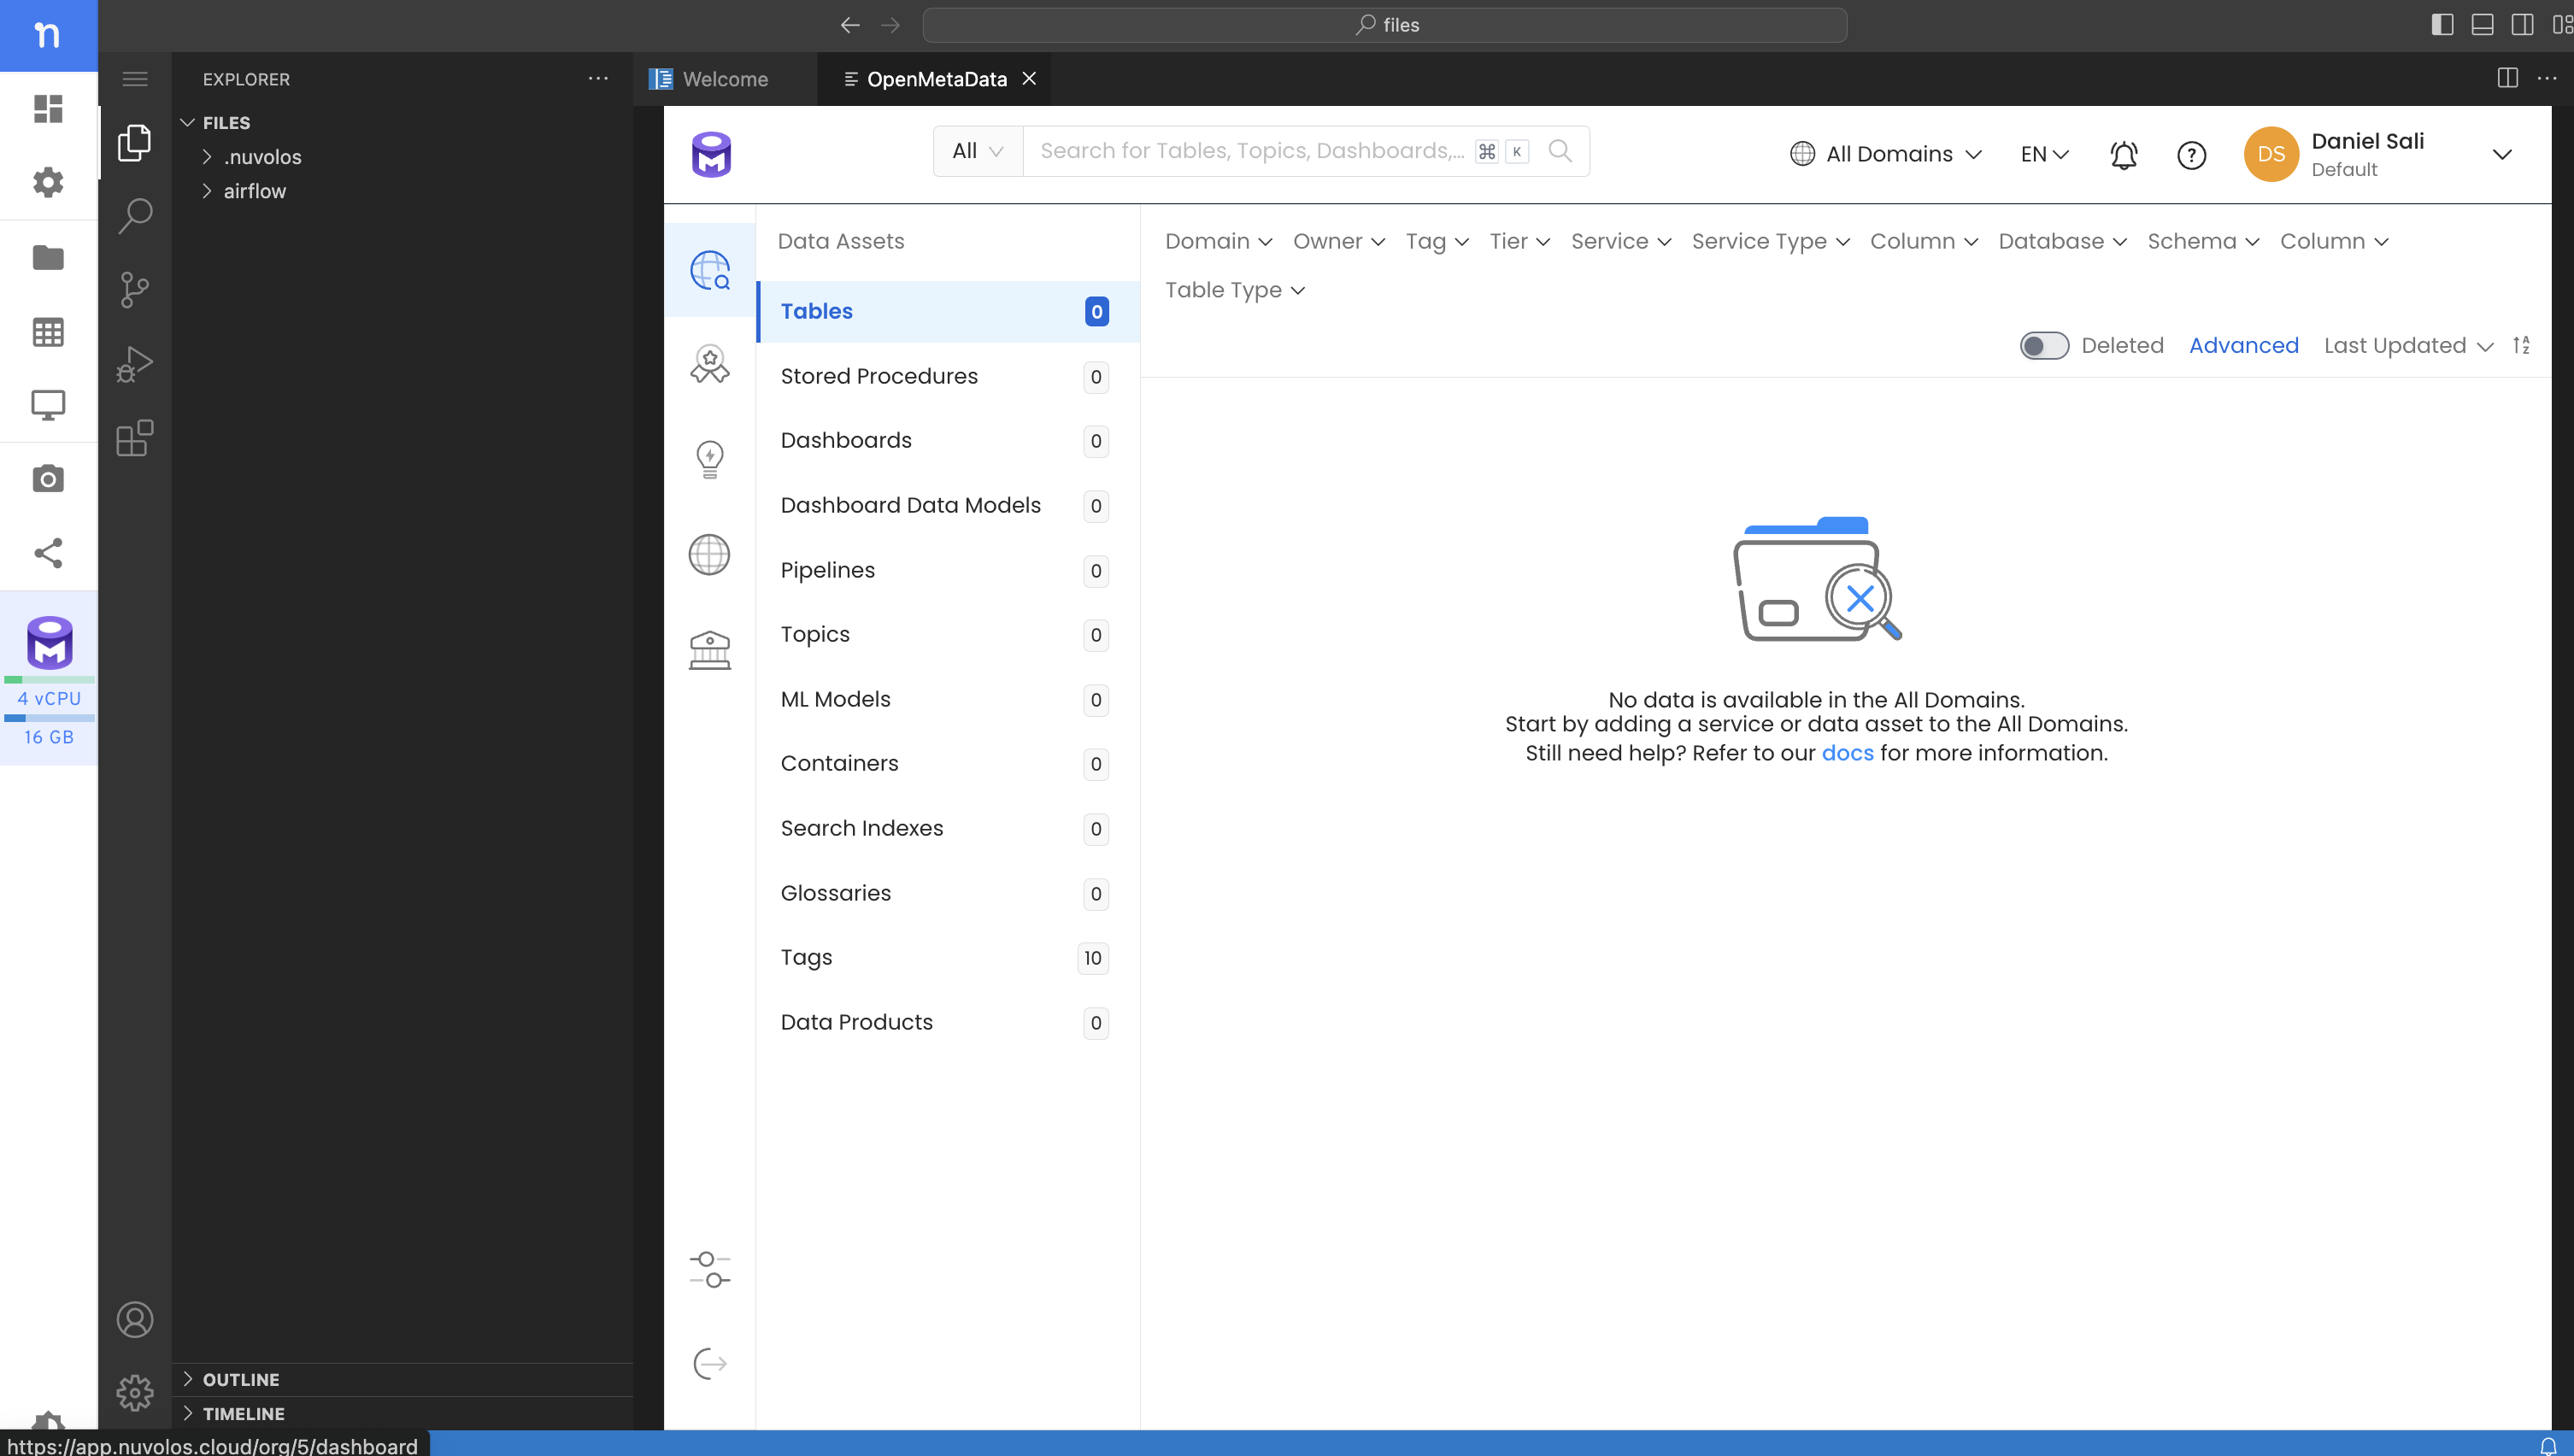 n
files
EXPLORER
Welcome
OpenMetaData
FILES
.nuvolos
airflow
All
Search for Tables, Topics, Dashboards,...
⌘ K
All Domains
EN
DS
Daniel Sali
Default
Data Assets
Tables 0
Stored Procedures 0
Dashboards 0
Dashboard Data Models 0
Pipelines 0
Topics 0
ML Models 0
Containers 0
Search Indexes 0
Glossaries 0
Tags 10
Data Products 0
Domain Owner Tag Tier Service Service Type Column Database Schema Column
Table Type
Deleted Advanced Last Updated
No data is available in the All Domains.
Start by adding a service or data asset to the All Domains.
Still need help? Refer to our docs for more information.
4 vCPU
16 GB
OUTLINE
TIMELINE
https://app.nuvolos.cloud/org/5/dashboard